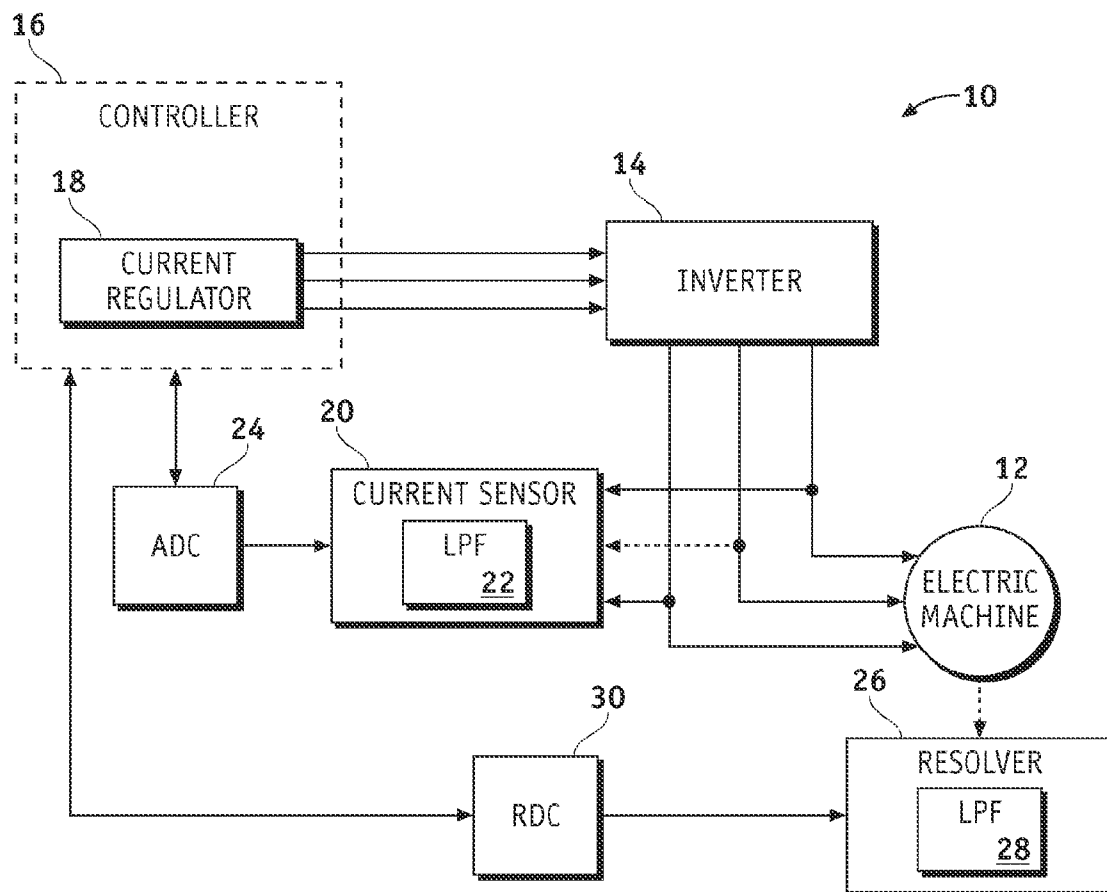 16
CONTROLLER
10
18
CURRENT
REGULATOR
14
INVERTER
24
ADC
20
CURRENT SENSOR
LPF
22
12
ELECTRIC
MACHINE
30
RDC
26
RESOLVER
LPF
28